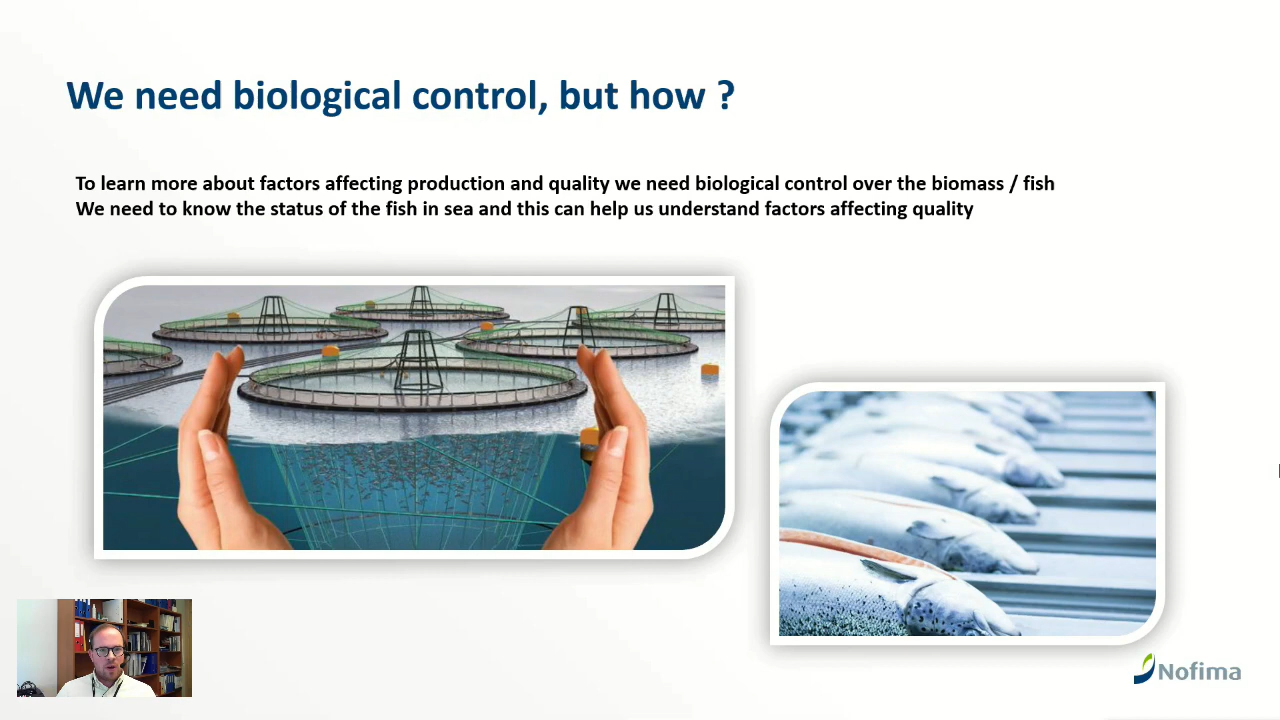 We need biological control, but how ?
To learn more about factors affecting production and quality we need biological control over the biomass / fish
We need to know the status of the fish in sea and this can help us understand factors affecting quality
Nofima